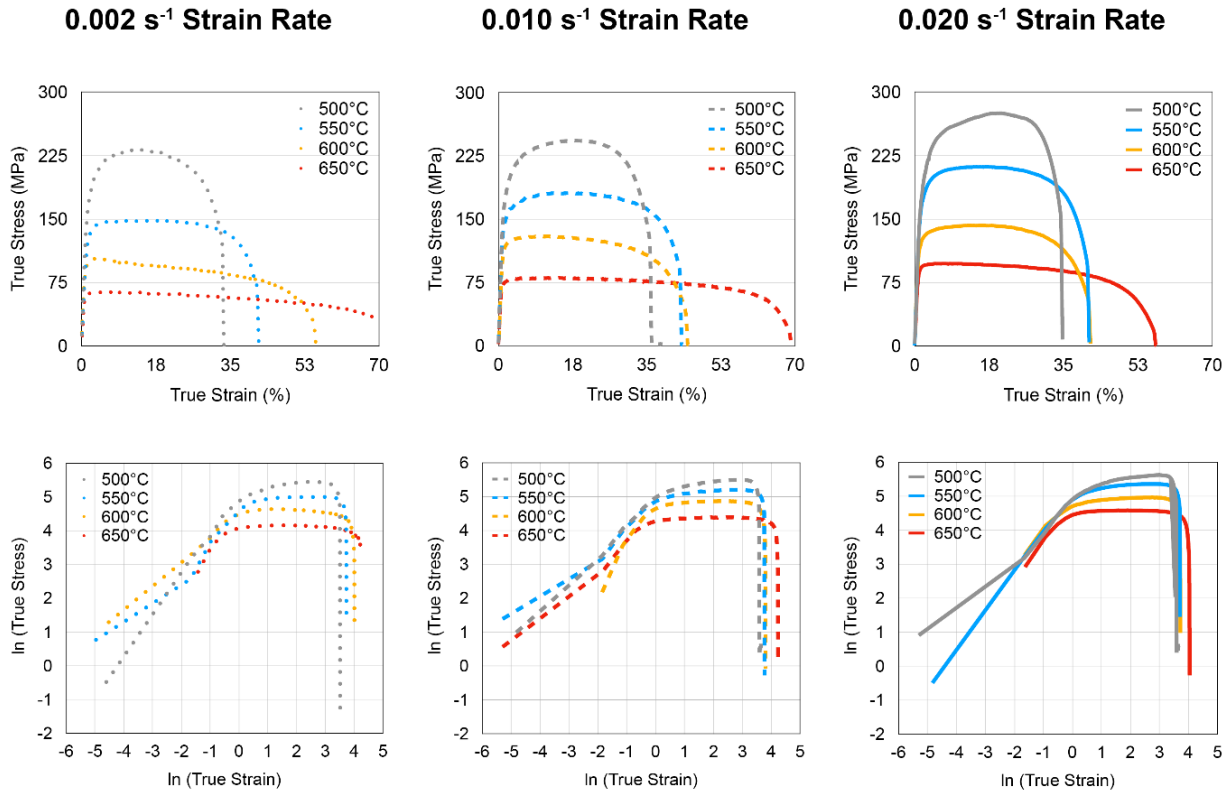 0.002 s⁻¹ Strain Rate
0.010 s⁻¹ Strain Rate
0.020 s⁻¹ Strain Rate
300
225
150
75
0
0
18
35
53
70
True Stress (MPa)
True Strain (%)
500°C
550°C
600°C
650°C
300
225
150
75
0
0
18
35
53
70
True Stress (MPa)
True Strain (%)
500°C
550°C
600°C
650°C
300
225
150
75
0
0
18
35
53
70
True Stress (MPa)
True Strain (%)
500°C
550°C
600°C
650°C
6
5
4
3
2
1
0
-1
-2
-6
-5
-4
-3
-2
-1
0
1
2
3
4
5
ln (True Stress)
ln (True Strain)
500°C
550°C
600°C
650°C
6
5
4
3
2
1
0
-1
-2
-6
-5
-4
-3
-2
-1
0
1
2
3
4
5
ln (True Stress)
ln (True Strain)
500°C
550°C
600°C
650°C
6
5
4
3
2
1
0
-1
-2
-6
-5
-4
-3
-2
-1
0
1
2
3
4
5
ln (True Stress)
ln (True Strain)
500°C
550°C
600°C
650°C